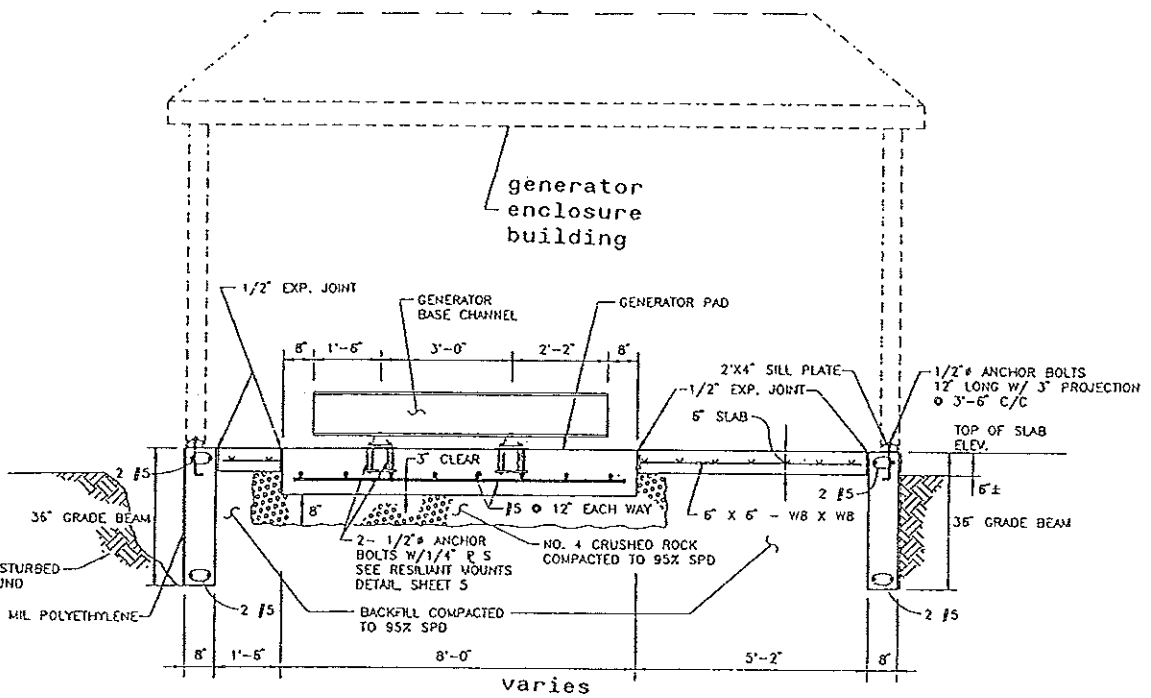 generator
enclosure
building
1/2" EXP. JOINT
GENERATOR
BASE CHANNEL
GENERATOR PAD
8" 1'-6" 3'-0" 2'-2" 8"
2"X4" SILL PLATE
1/2"ø ANCHOR BOLTS
12" LONG W/ 3" PROJECTION
@ 3'-6" C/C
1/2" EXP. JOINT
6" SLAB
TOP OF SLAB
ELEV.
2 #5
3" CLEAR
2 #5
6"±
36" GRADE BEAM
8"
#5 @ 12" EACH WAY
6" X 6" - W8 X W8
36" GRADE BEAM
2- 1/2"ø ANCHOR
BOLTS W/1/4" P S
SEE RESILIANT MOUNTS
DETAIL SHEET 5
NO. 4 CRUSHED ROCK
COMPACTED TO 95% SPD
STURBED
UND
MIL POLYETHYLENE
2 #5
BACKFILL COMPACTED
TO 95% SPD
2 #5
8" 1'-6" 8'-0" 5'-2" 8"
varies